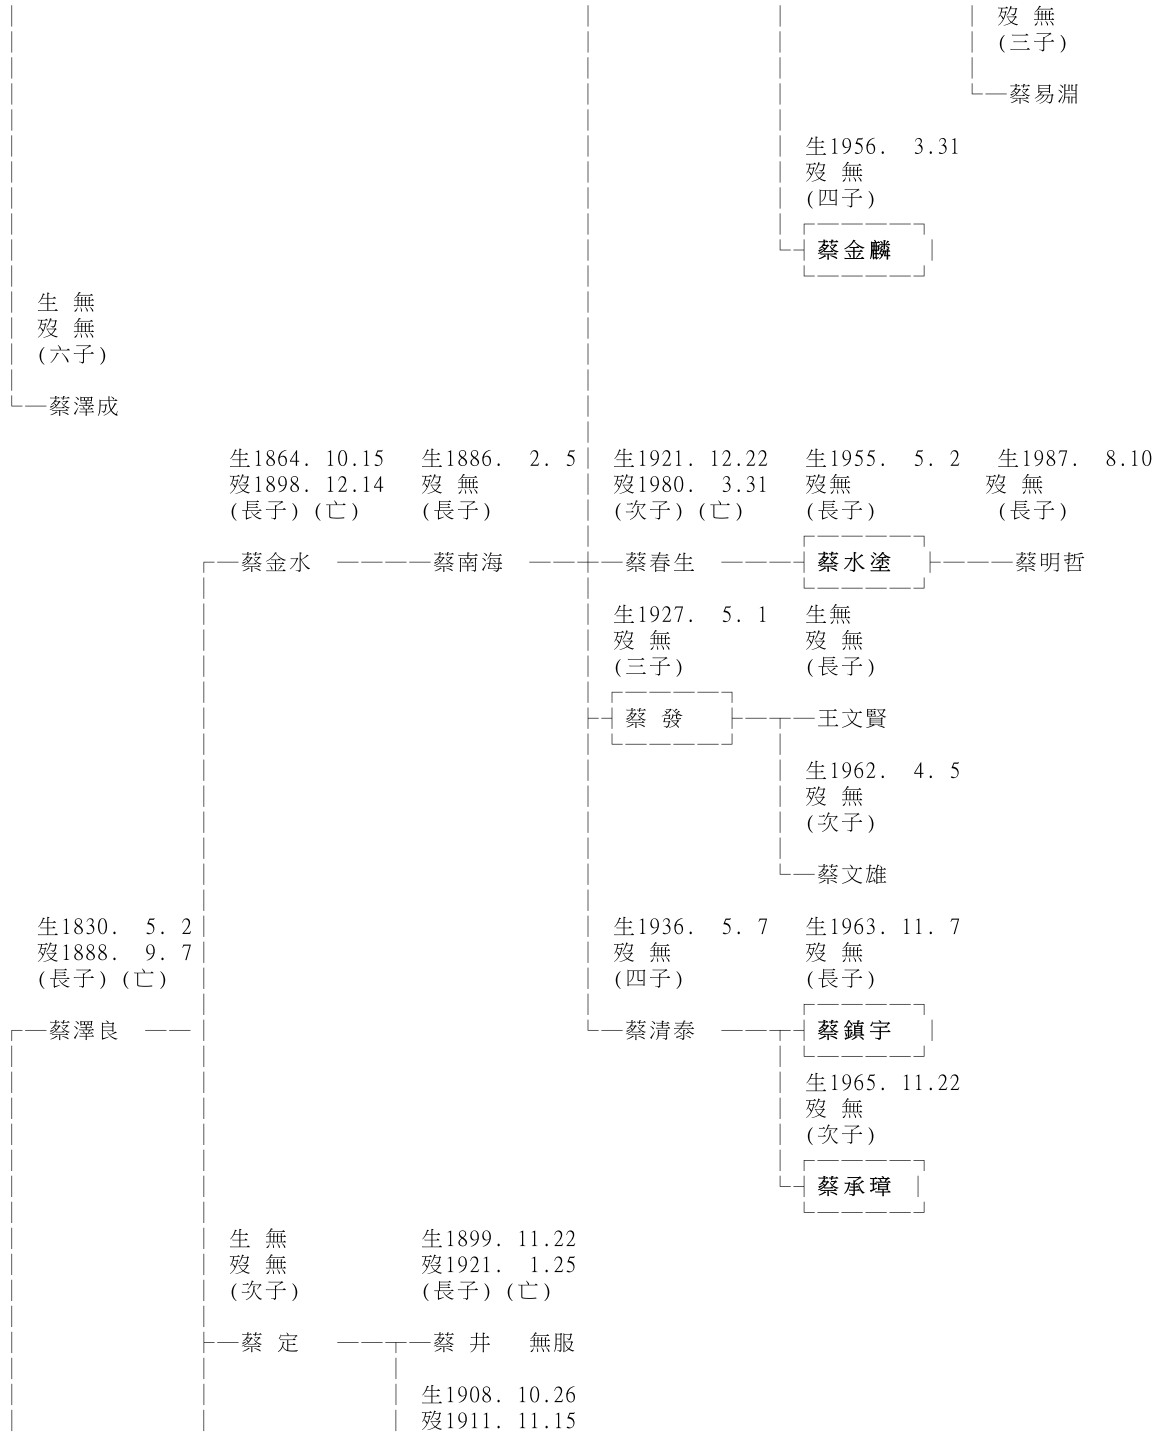 歿 無
(三子)
蔡易淵
生1956. 3.31
歿 無
(四子)
蔡金麟
生 無
歿 無
(六子)
蔡澤成
生1864. 10.15 生1886. 2. 5 生1921. 12.22 生1955. 5. 2 生1987. 8.10
歿1898. 12.14 歿 無 歿1980. 3.31 歿無 歿 無
(長子)(亡) (長子) (次子)(亡) (長子) (長子)
蔡金水 蔡南海 蔡春生 蔡水塗 蔡明哲
生1927. 5. 1 生無
歿 無 歿 無
(三子) (長子)
蔡 發 王文賢
生1962. 4. 5
歿 無
(次子)
蔡文雄
生1830. 5. 2 生1936. 5. 7 生1963. 11. 7
歿1888. 9. 7 歿 無 歿 無
(長子)(亡) (四子) (長子)
蔡澤良 蔡清泰 蔡鎮宇
生1965. 11.22
歿 無
(次子)
蔡承璋
生 無 生1899. 11.22
歿 無 歿1921. 1.25
(次子) (長子)(亡)
蔡 定 蔡 井 無服
生1908. 10.26
歿1911. 11.15